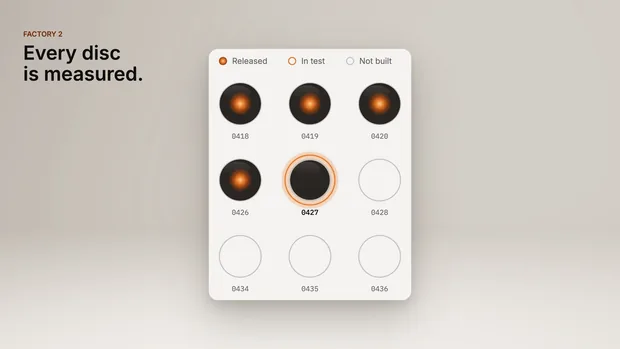 FACTORY 2
Every disc
is measured.
Released In test Not built
0418 0419 0420
0426 0427 0428
0434 0435 0436